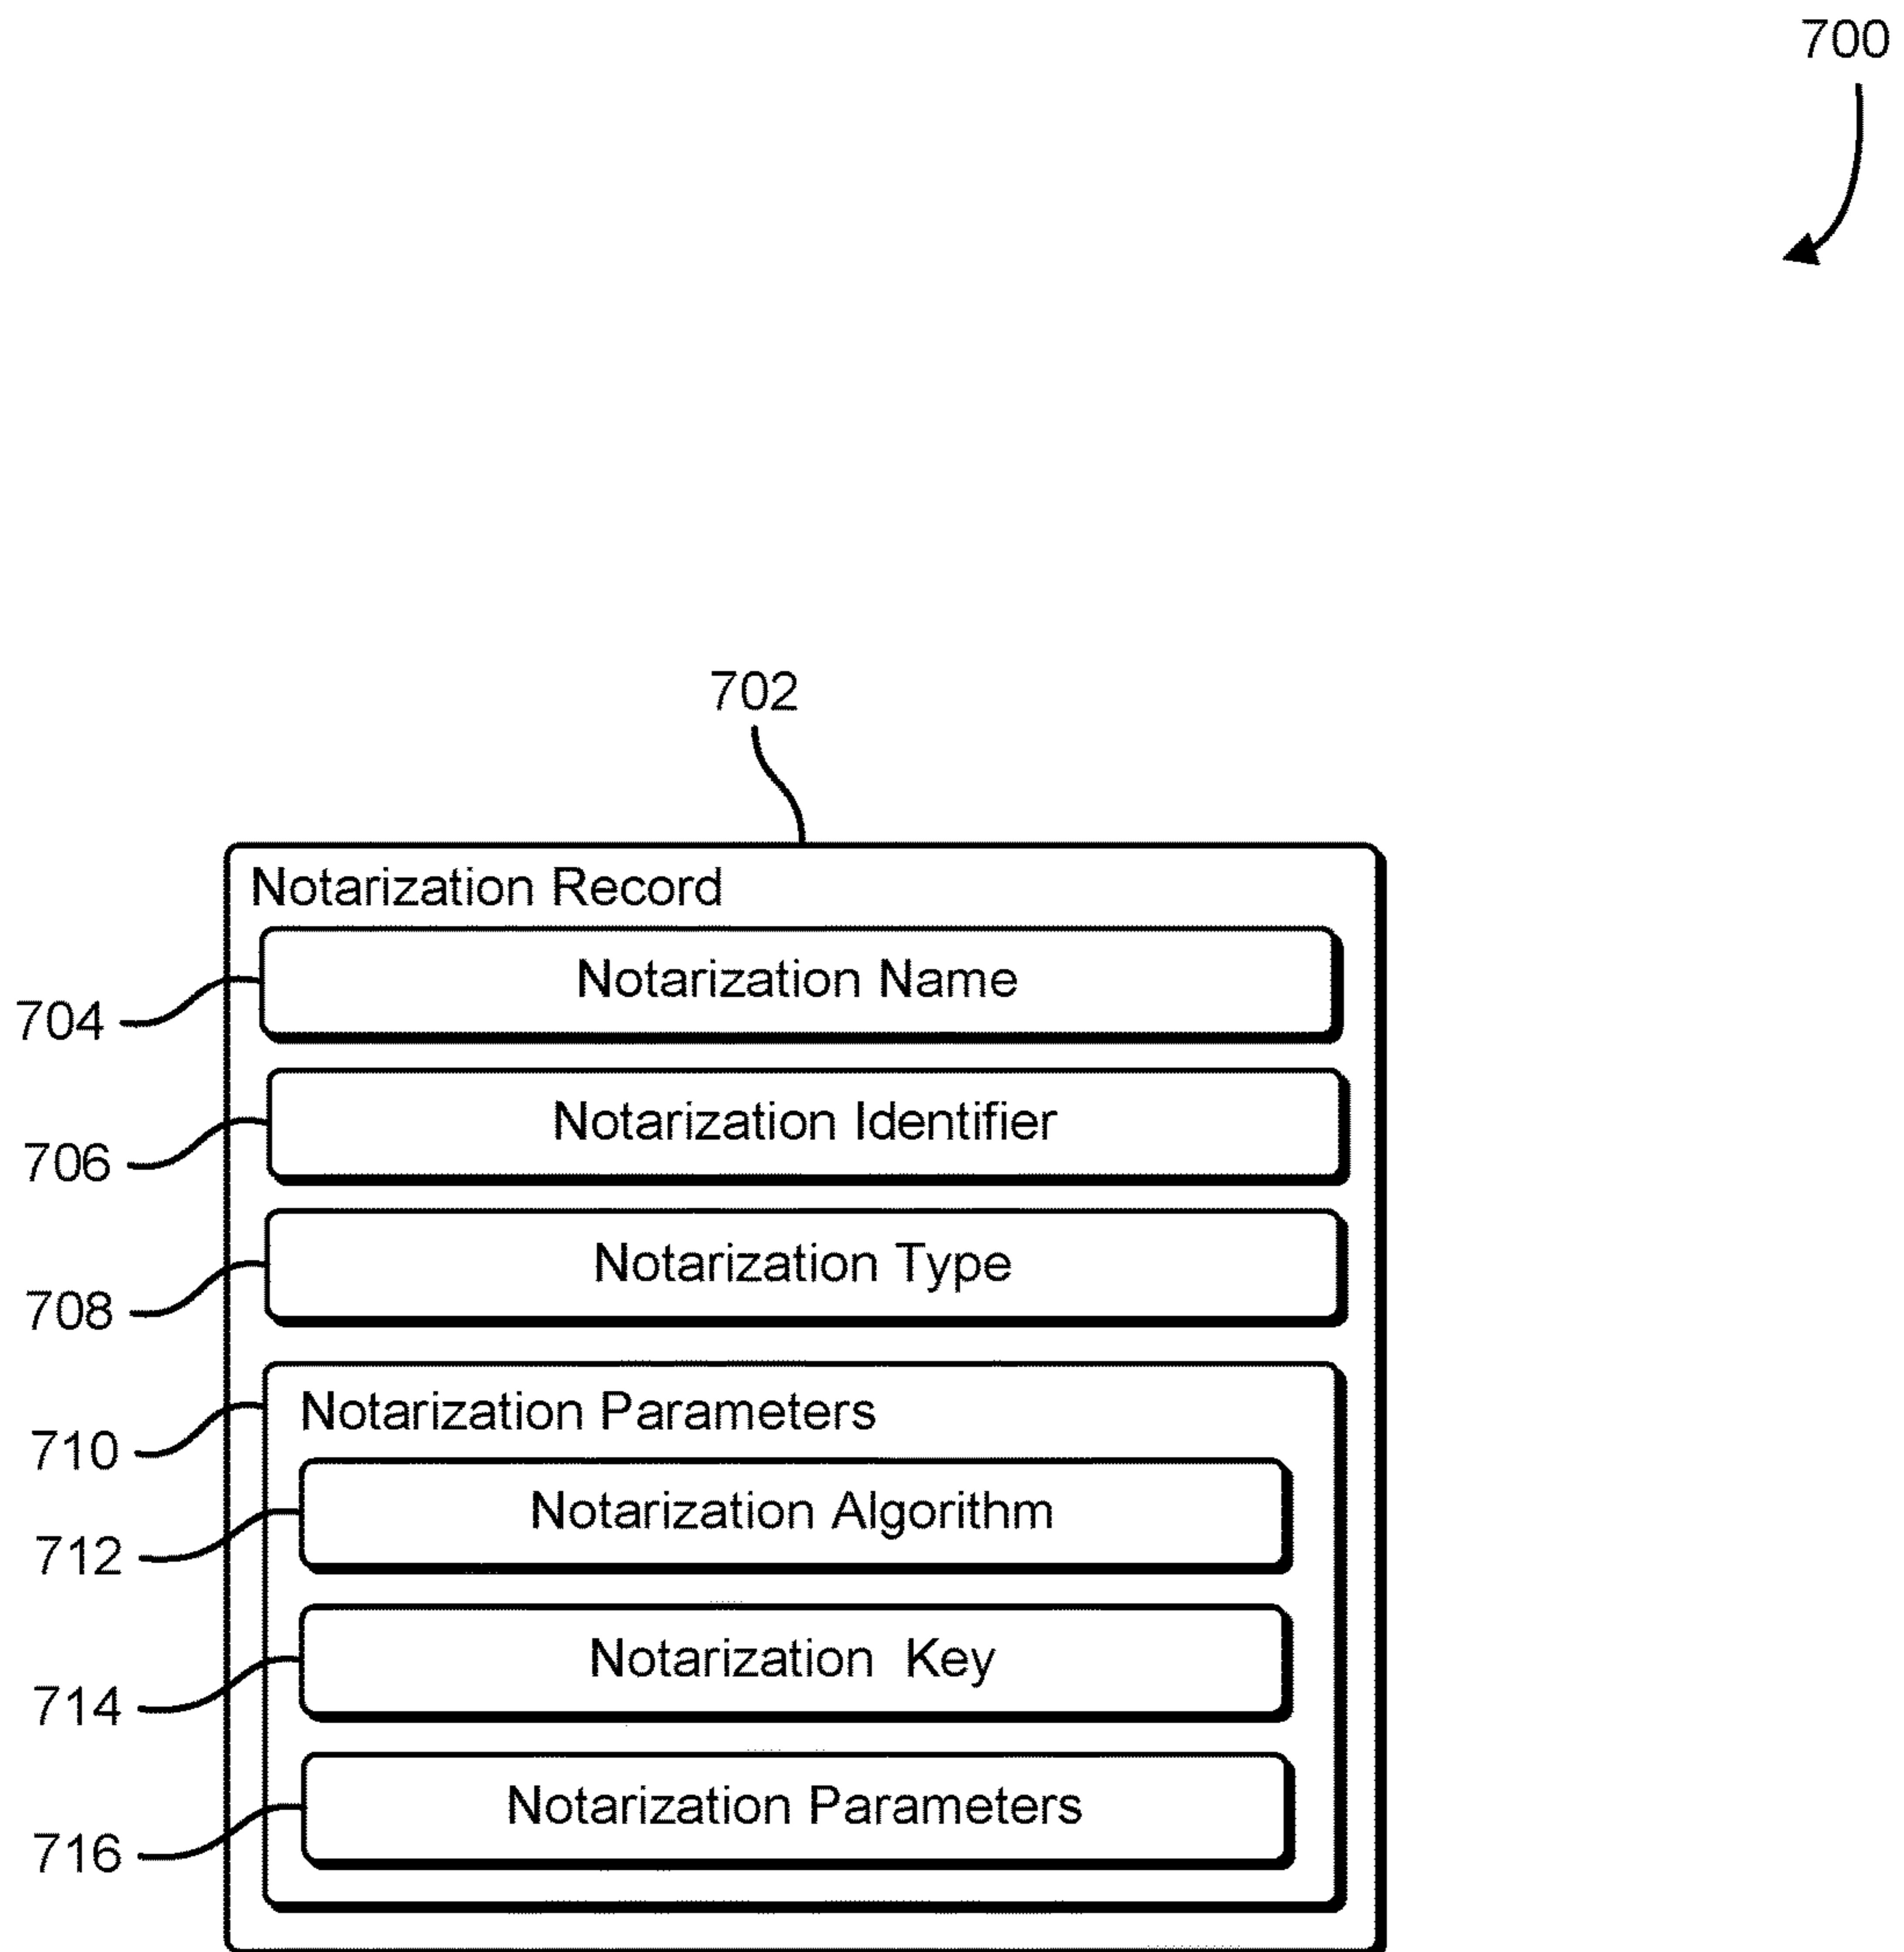 700
702
Notarization Record
Notarization Name
704
Notarization Identifier
706
Notarization Type
708
Notarization Parameters
710
Notarization Algorithm
712
Notarization Key
714
Notarization Parameters
716